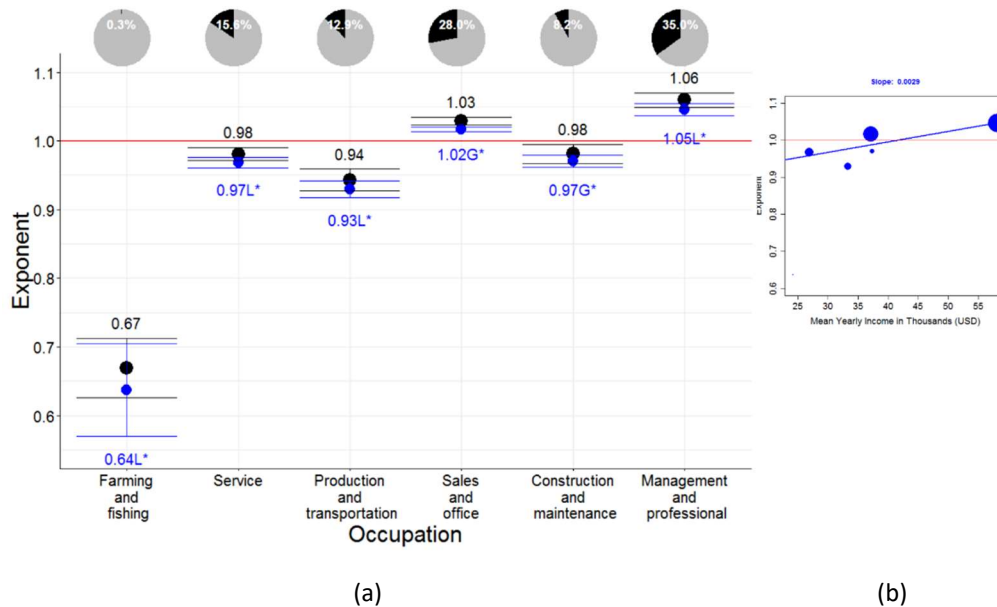 0.3% 15.6% 12.9% 28.0% 8.2% 35.0%
1.1
1.0
0.9
0.8
0.7
0.6
Exponent
0.67
0.64L*
0.98
0.97L*
0.94
0.93L*
1.03
1.02G*
0.98
0.97G*
1.06
1.05L*
Farming and fishing
Service
Production and transportation
Sales and office
Construction and maintenance
Management and professional
Occupation
(a)
Slope: 0.0029
1.1
1.0
0.9
0.8
0.7
0.6
Exponent
25 30 35 40 45 50 55
Mean Yearly Income in Thousands (USD)
(b)